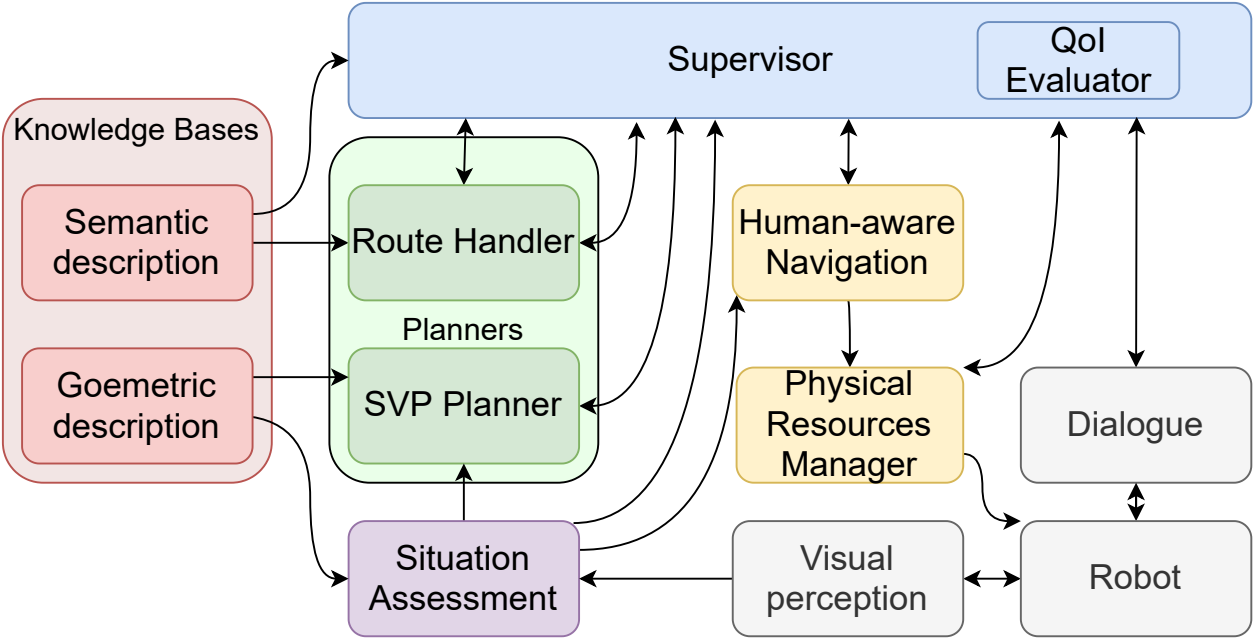 Supervisor
QoI
Evaluator
Knowledge Bases
Semantic
description
Route Handler
Human-aware
Navigation
Planners
Goemetric
description
SVP Planner
Physical
Resources
Manager
Dialogue
Situation
Assessment
Visual
perception
Robot